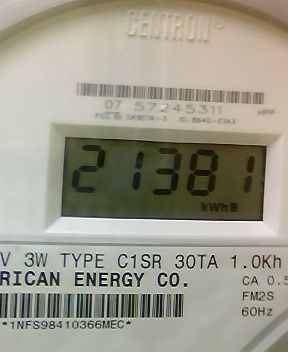 CENTRON®
07 57245311
21381
kWh
V 3W TYPE C1SR 30TA 1.0Kh
RICAN ENERGY CO.
CA 0.5
FM2S
60Hz
*1NFS98410366MEC*